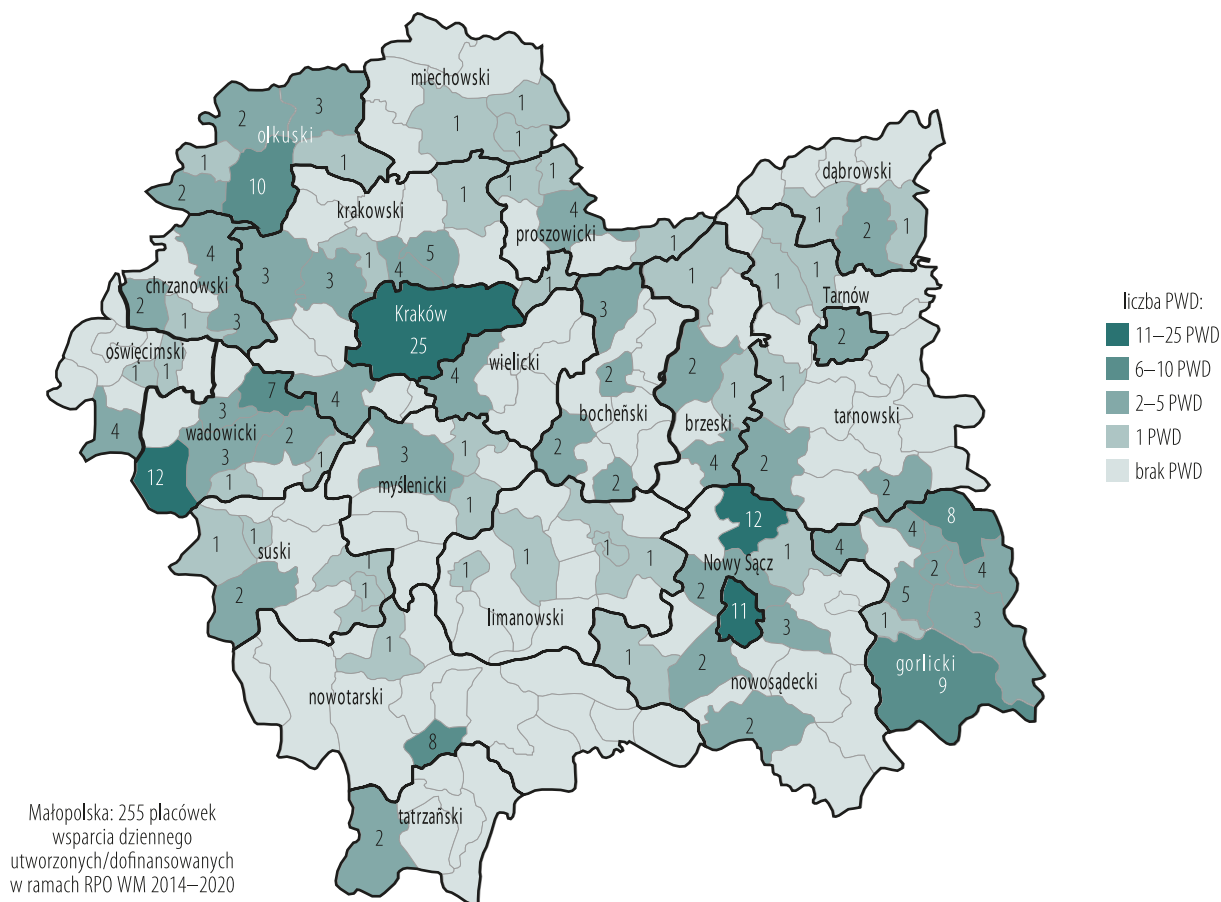 miechowski
1
1
1
3
2
olkuski
1
1
10
2
1
1
1
krakowski
4
proszowicki
1
dąbrowski
1
2
1
4
chrzanowski
2
1
3
3
3
1
4
5
1
Kraków
25
1
1
1
Tarnów
2
liczba PWD:
11–25 PWD
6–10 PWD
2–5 PWD
1 PWD
brak PWD
oświęcimski
1
1
4
7
3
wadowicki
2
3
1
1
12
4
wielicki
4
3
2
bocheński
2
2
2
1
brzeski
4
1
tarnowski
2
2
3
myślenicki
1
1
1
1
suski
2
1
1
1
1
1
1
limanowski
12
Nowy Sącz
1
2
11
3
4
4
8
2
4
5
1
3
gorlicki
9
1
2
nowosądecki
2
1
nowotarski
8
tatrzański
2
Małopolska: 255 placówek
wsparcia dziennego
utworzonych/dofinansowanych
w ramach RPO WM 2014–2020